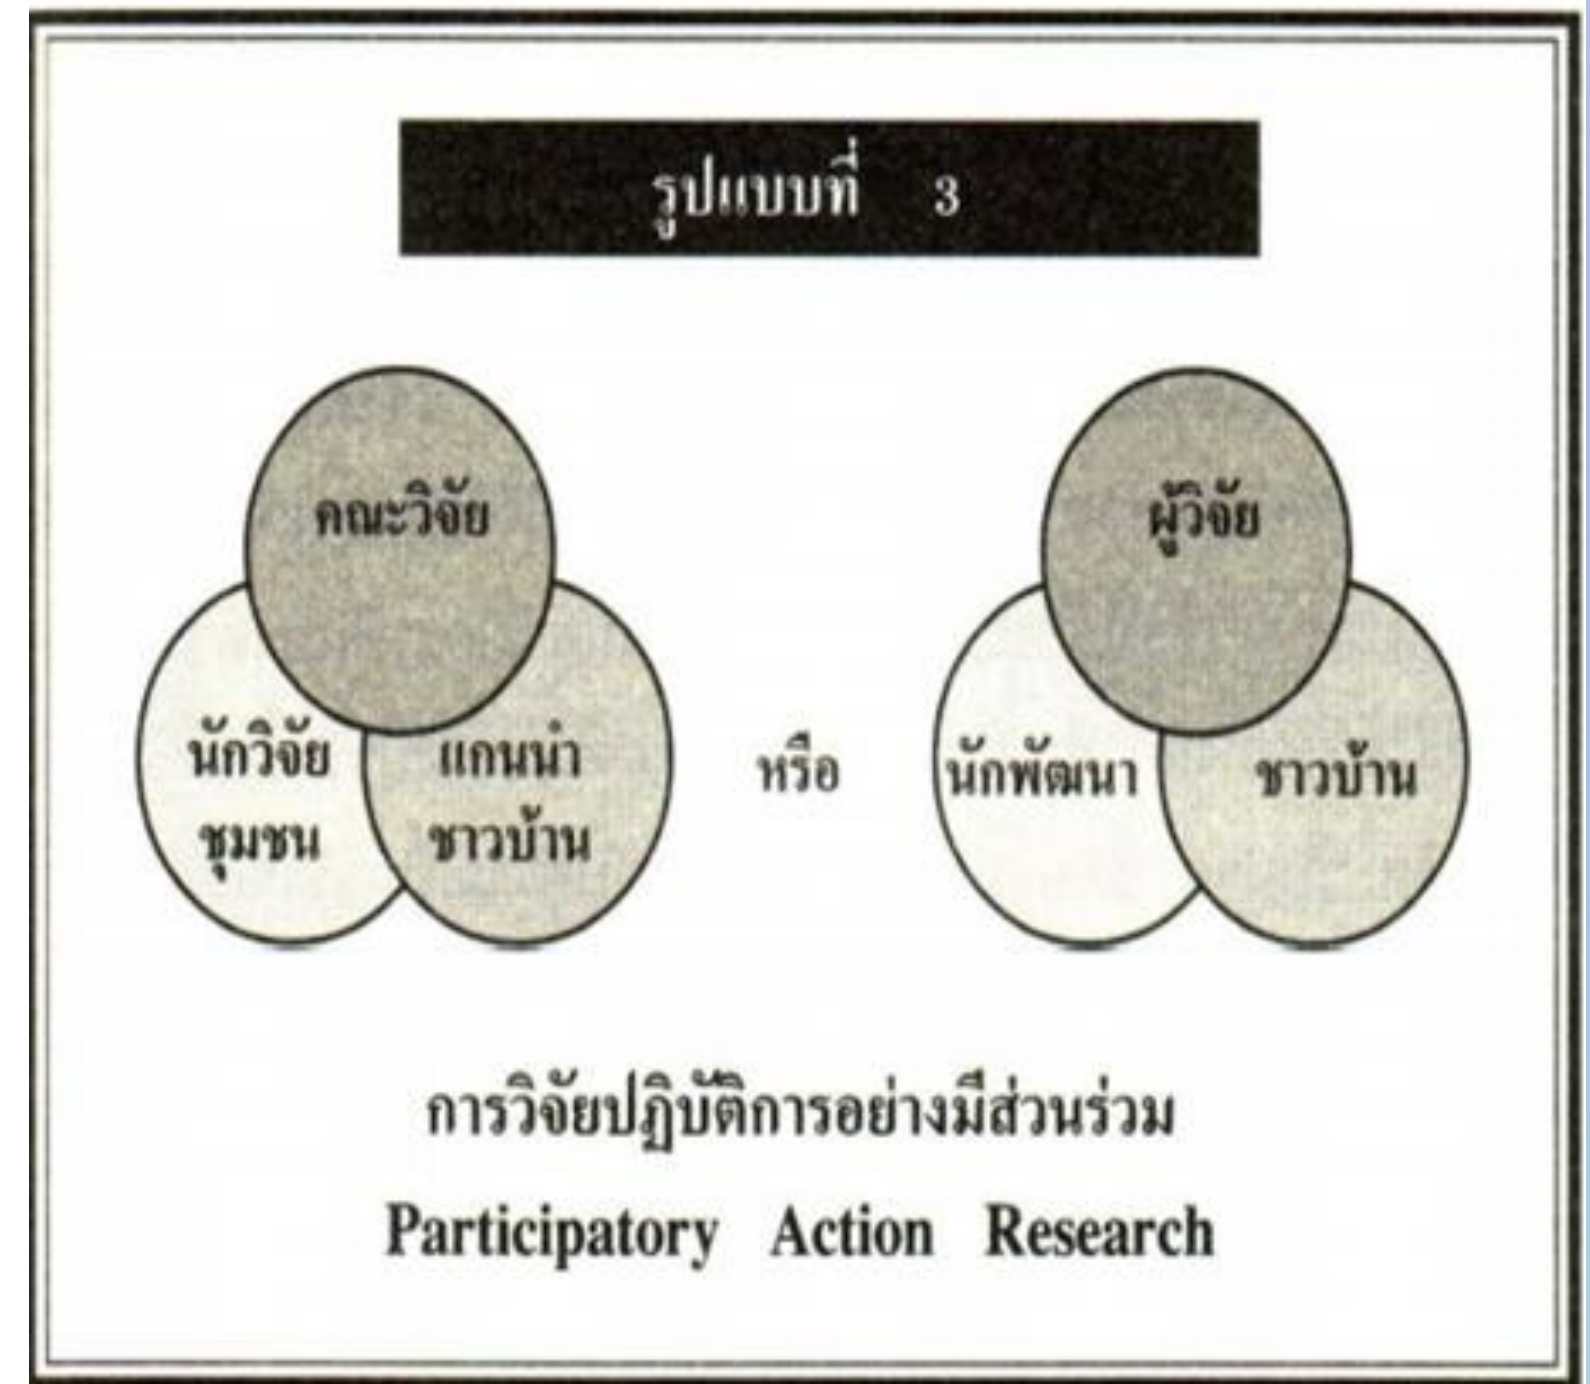 รูปแบบที่ 3
คณะวิจัย
นักวิจัย
ชุมชน
แกนนำ
ชาวบ้าน
หรือ
ผู้วิจัย
นักพัฒนา
ชาวบ้าน
การวิจัยปฏิบัติการอย่างมีส่วนร่วม
Participatory Action Research